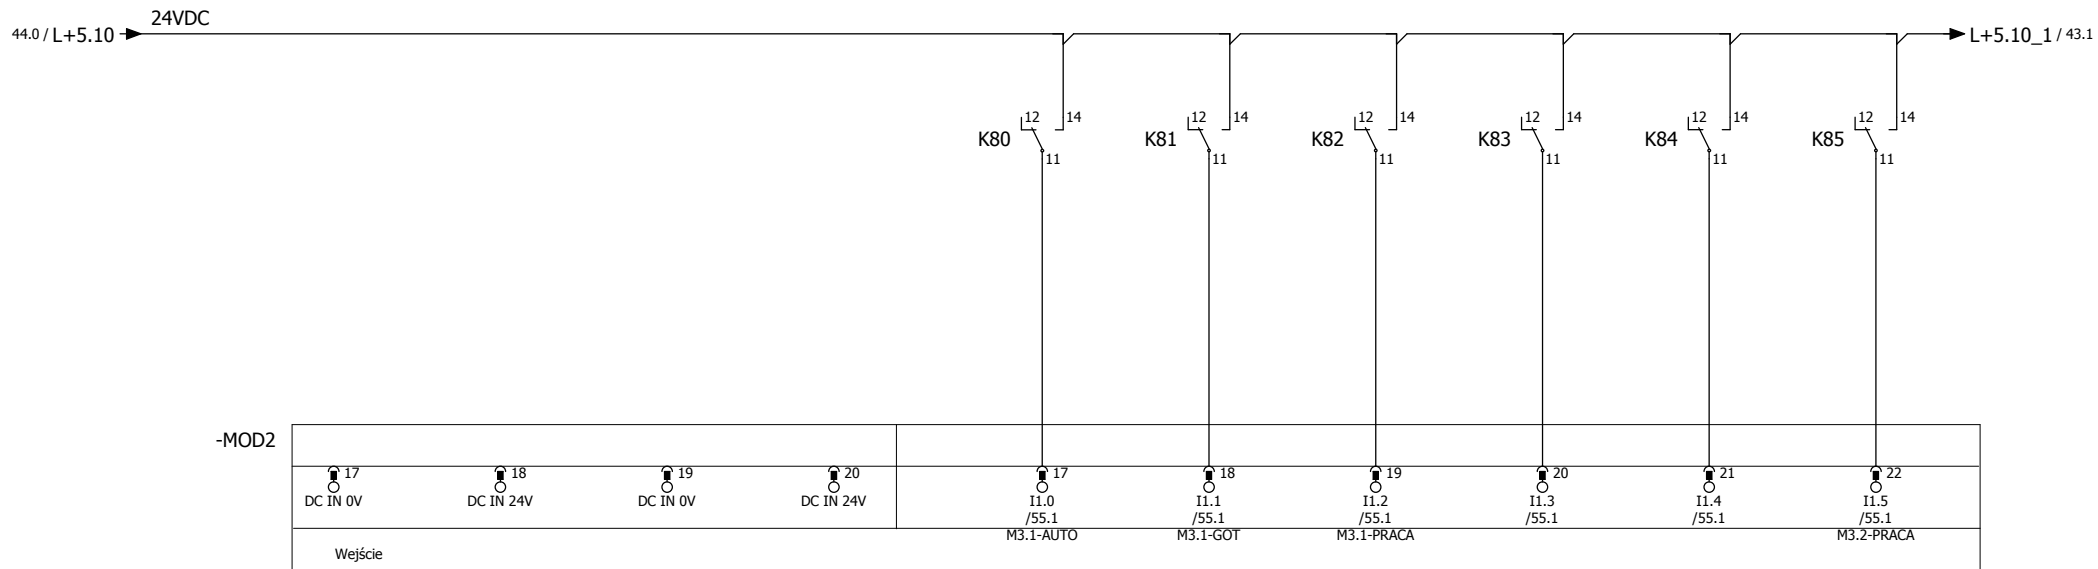 24VDC
44.0 / L+5.10
L+5.10_1 / 43.1
12 14 12 14 12 14 12 14 12 14 12 14
K80 K81 K82 K83 K84 K85
11 11 11 11 11 11
-MOD2
17 18 19 20 17 18 19 20 21 22
DC IN 0V DC IN 24V DC IN 0V DC IN 24V I1.0 I1.1 I1.2 I1.3 I1.4 I1.5
/55.1 /55.1 /55.1 /55.1 /55.1 /55.1
M3.1-AUTO M3.1-GOT M3.1-PRACA M3.2-PRACA
Wejście